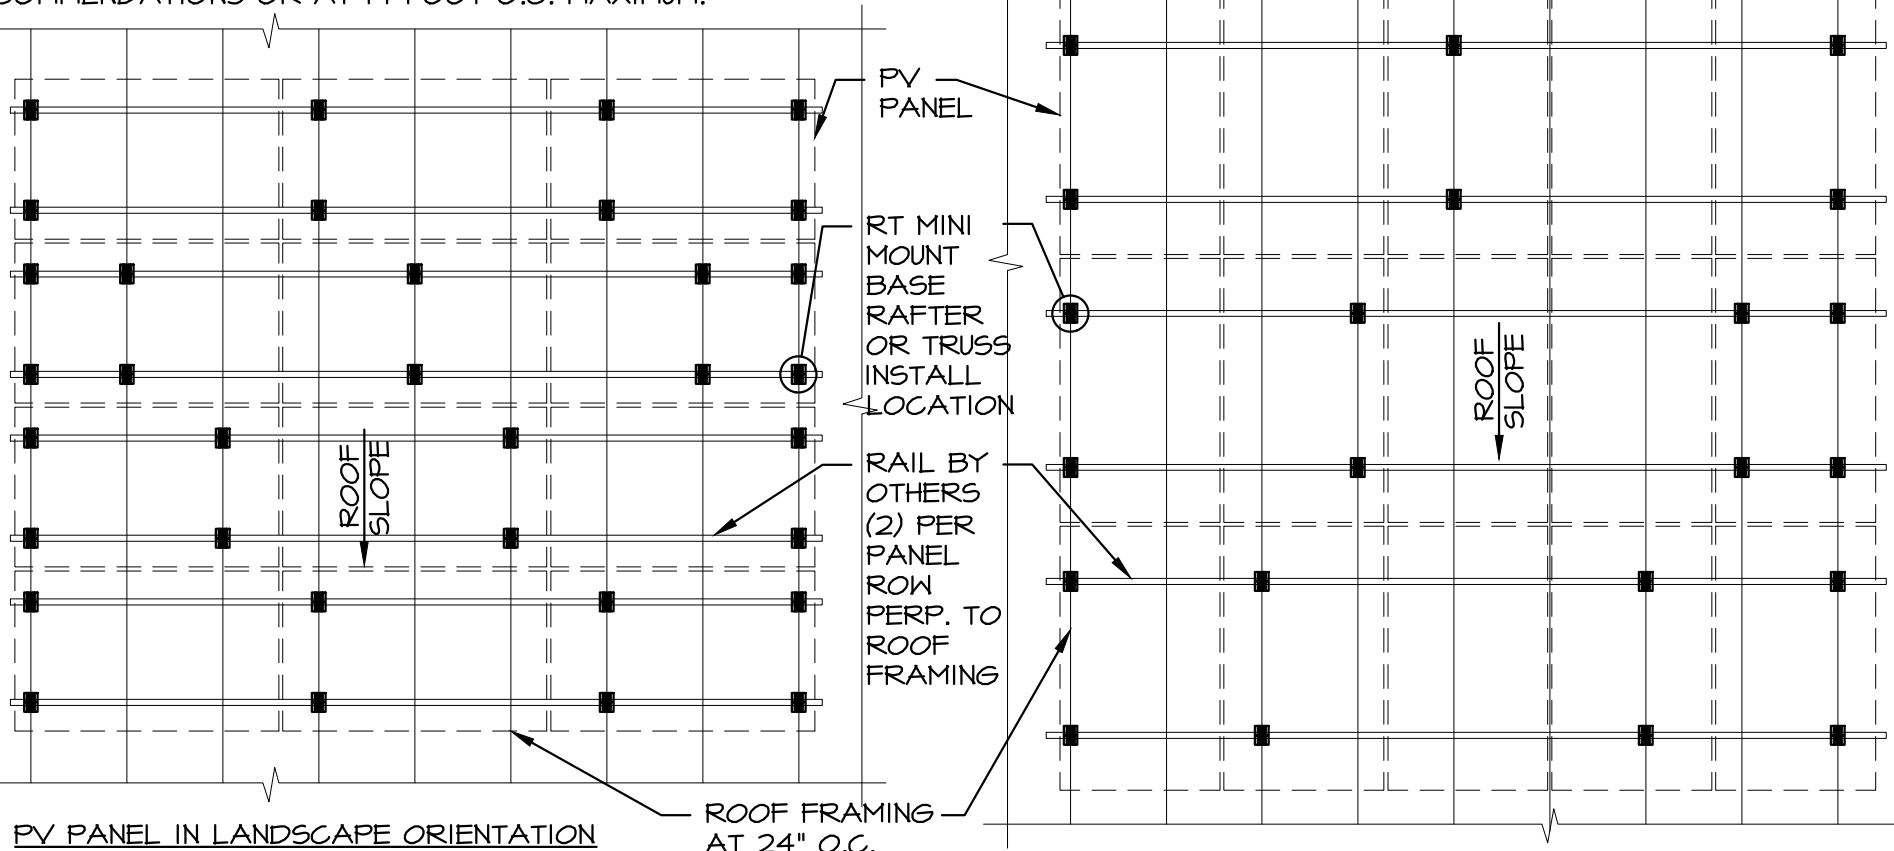 PV
PANEL
RT MINI
MOUNT
BASE
RAFTER
OR TRUSS
INSTALL
LOCATION
RAIL BY
OTHERS
(2) PER
PANEL
ROW
PERP. TO
ROOF
FRAMING
ROOF
SLOPE
ROOF
SLOPE
ROOF FRAMING
AT 24" O.C.
PV PANEL IN LANDSCAPE ORIENTATION